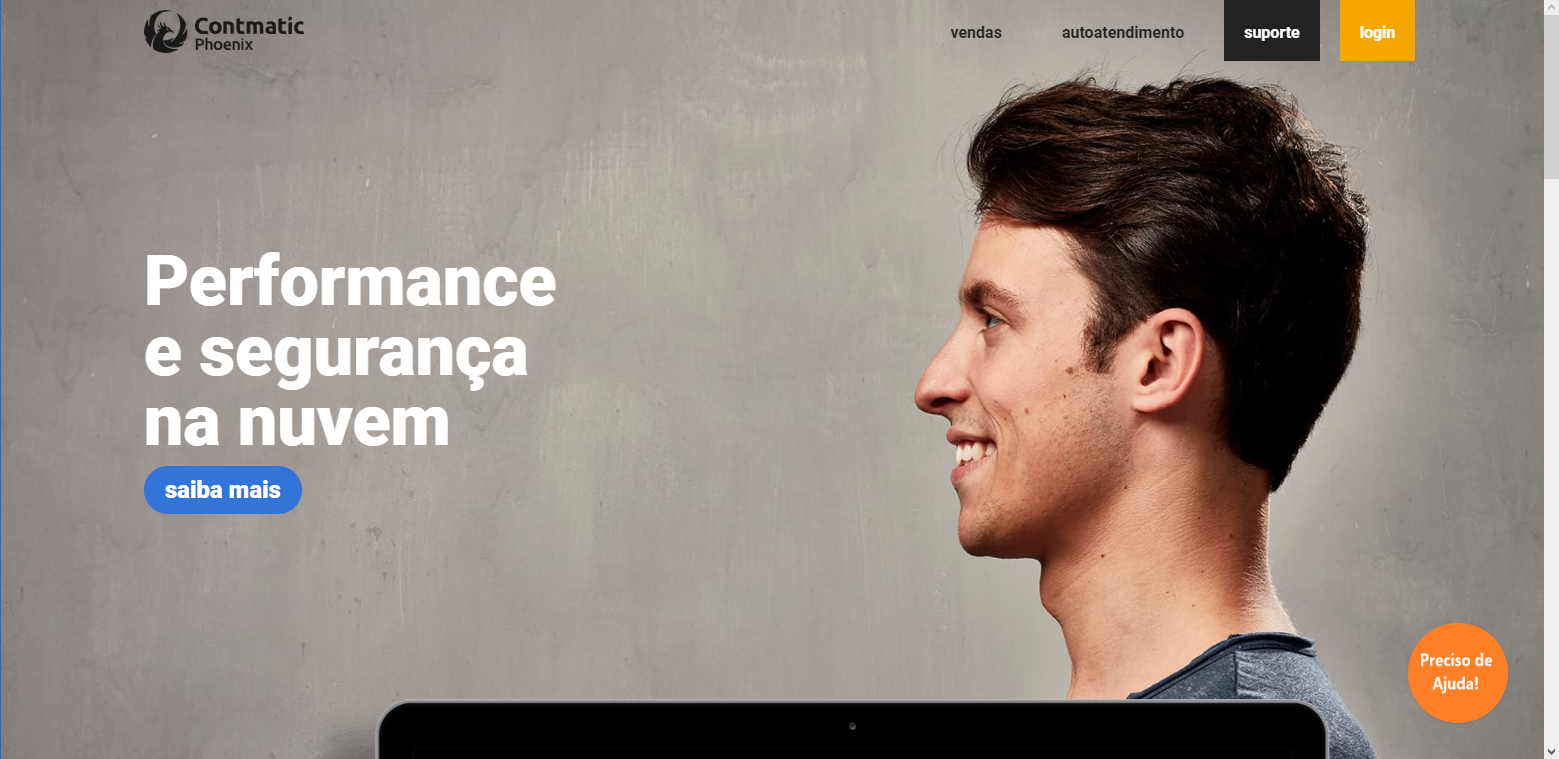 Contmatic
Phoenix
vendas
autoatendimento
suporte
login
Performance
e segurança
na nuvem
saiba mais
Preciso de
Ajuda!